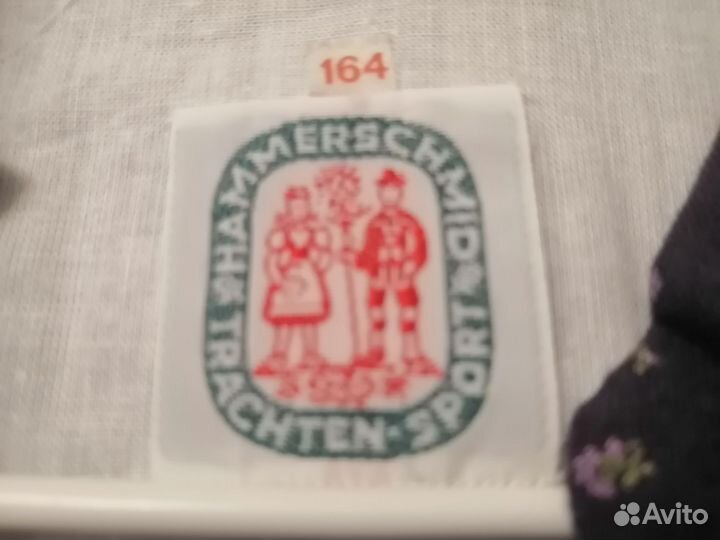 164
HAMMERSCHMID
TRACHTEN-SPORT
Avito